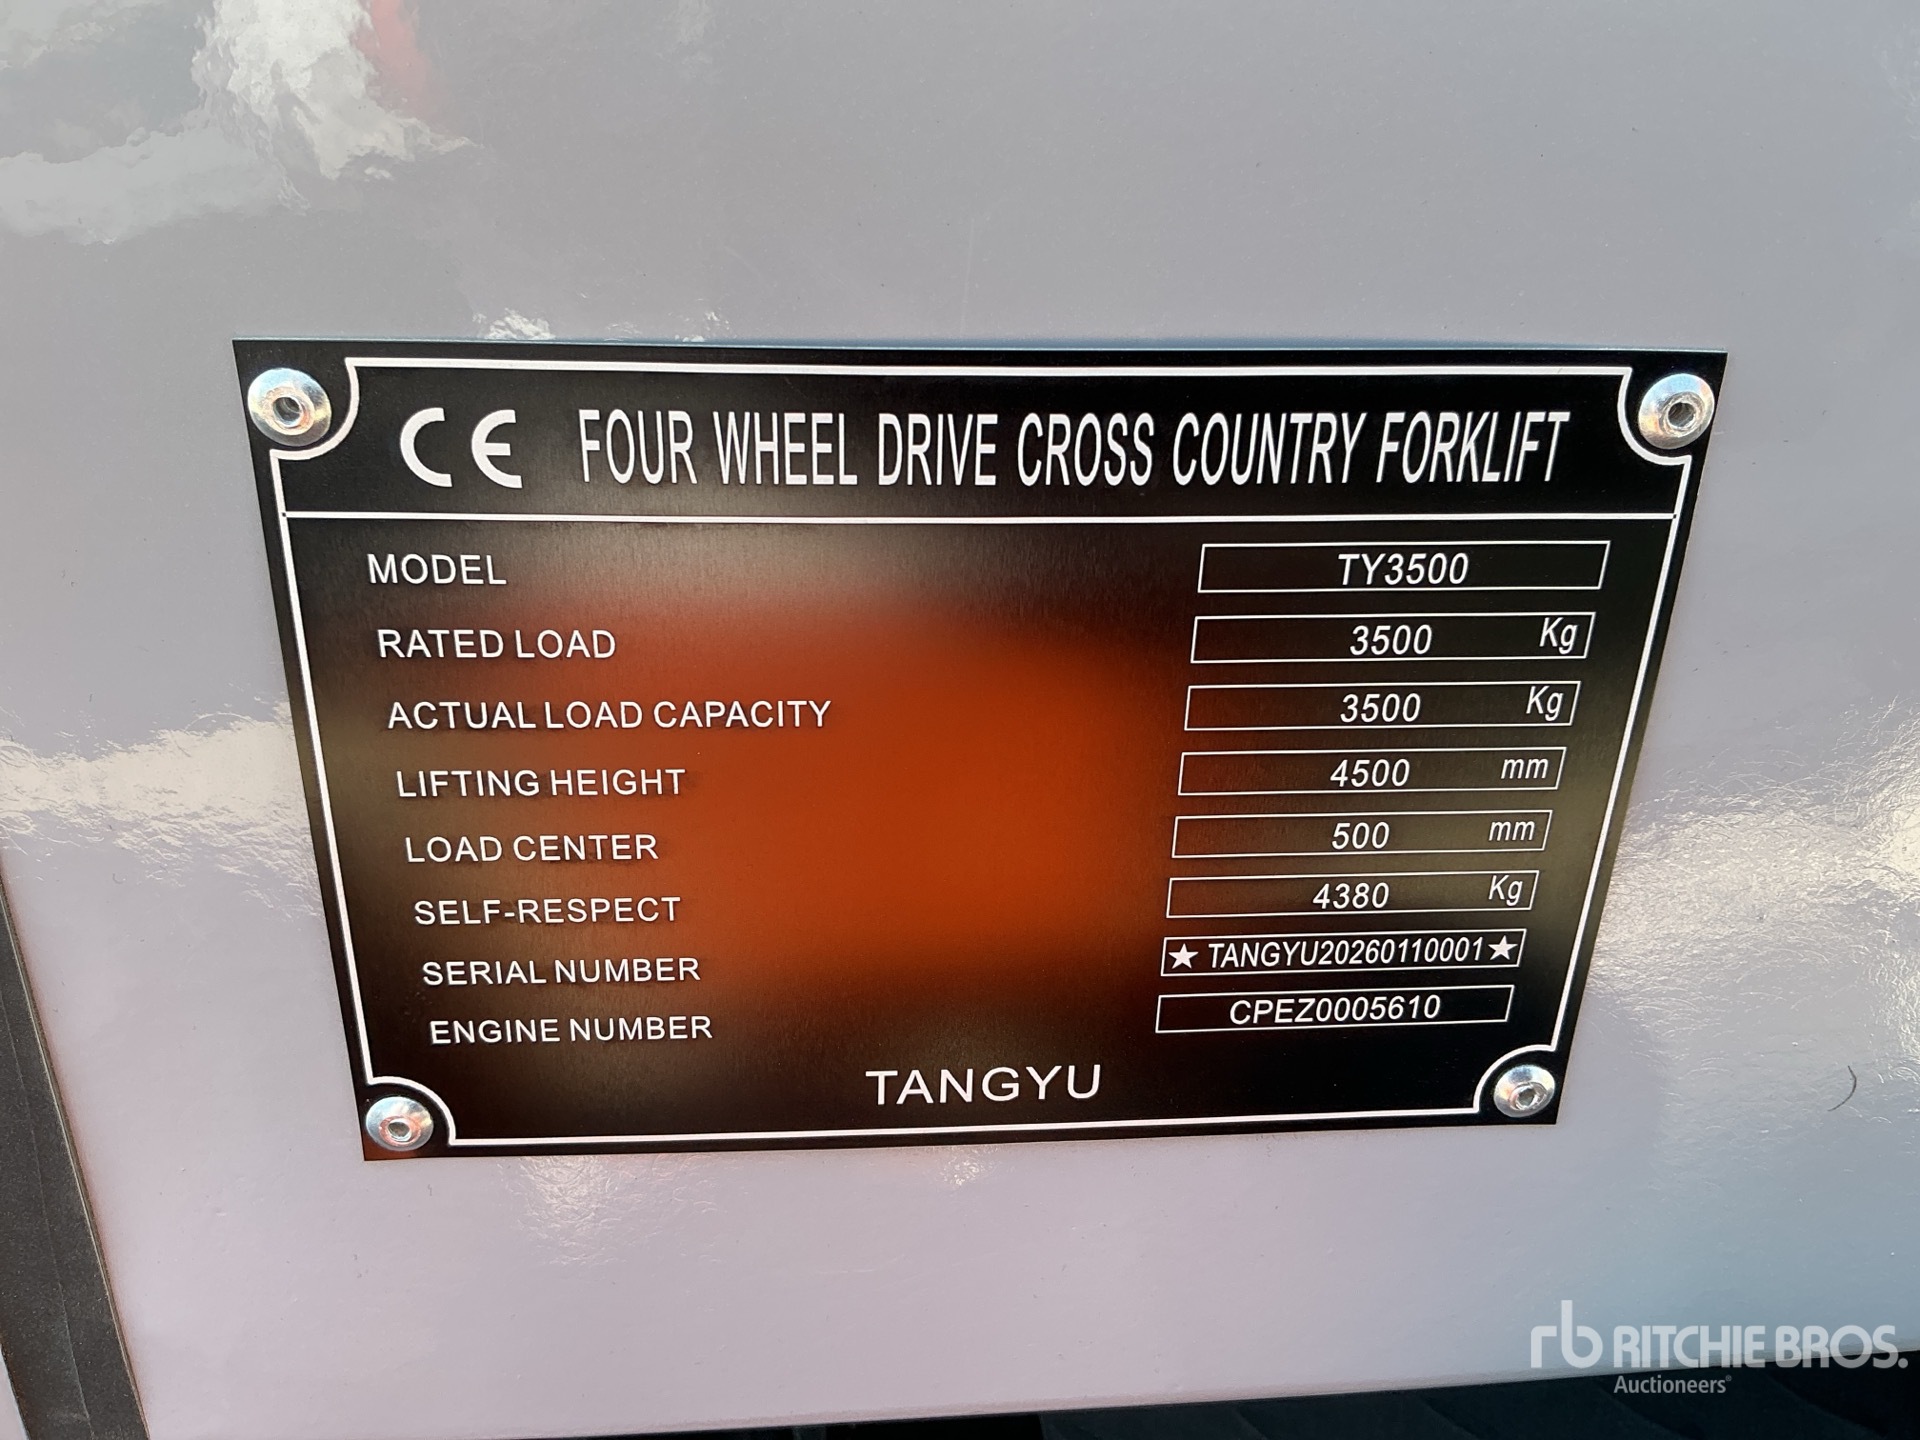 CE FOUR WHEEL DRIVE CROSS COUNTRY FORKLIFT
MODEL TY3500
RATED LOAD 3500 Kg
ACTUAL LOAD CAPACITY 3500 Kg
LIFTING HEIGHT 4500 mm
LOAD CENTER 500 mm
SELF-RESPECT 4380 Kg
SERIAL NUMBER ★TANGYU20260110001★
ENGINE NUMBER CPEZ0005610
TANGYU
rb RITCHIE BROS.
Auctioneers®